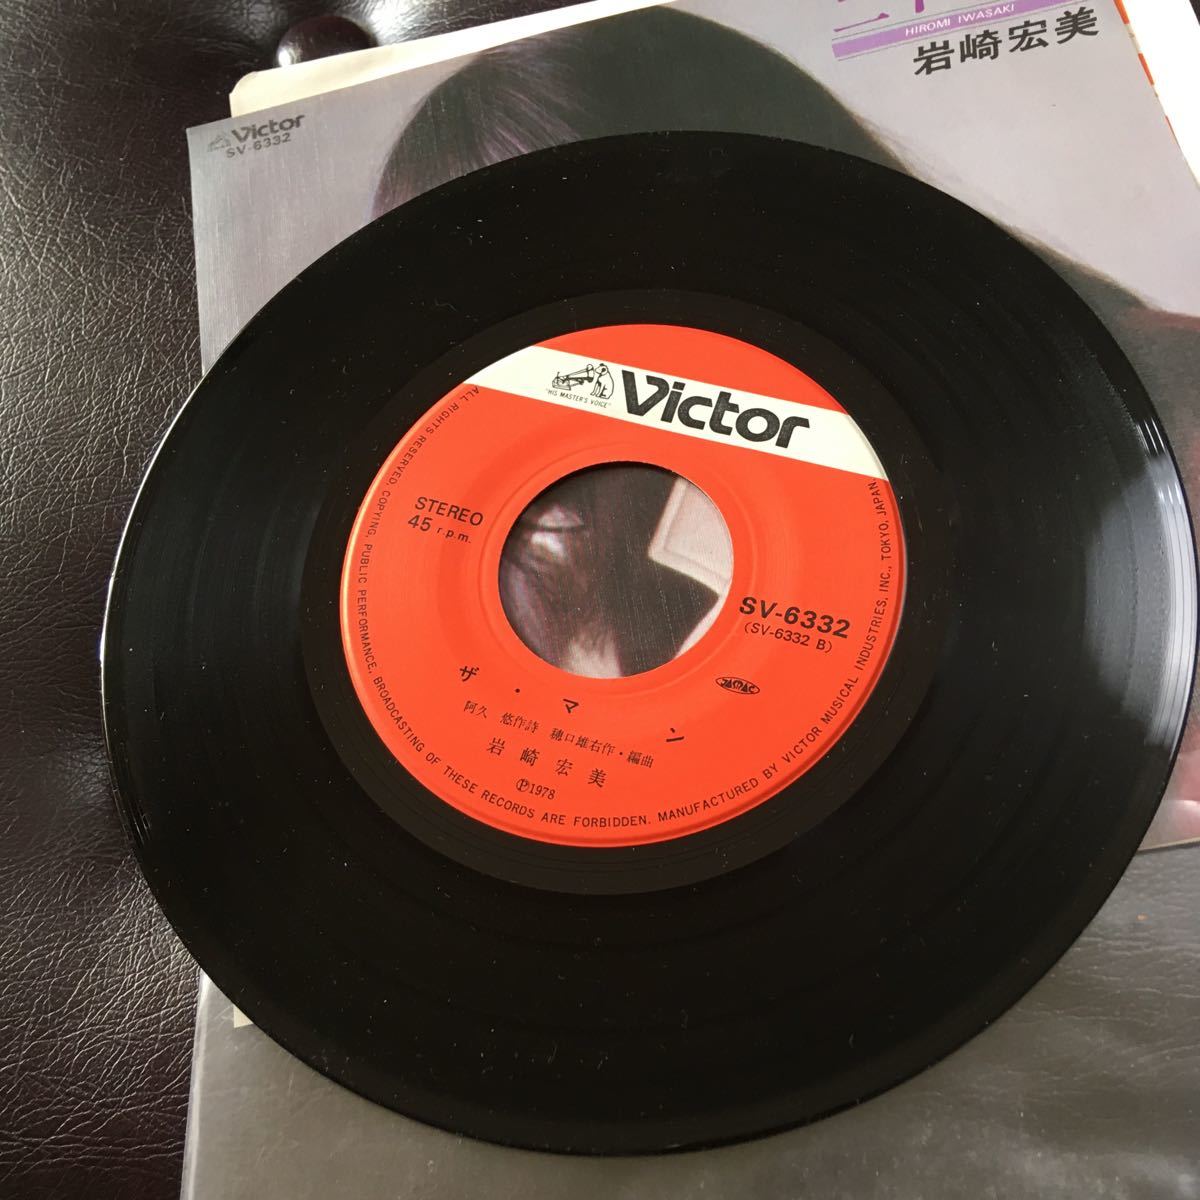 HIROMI IWASAKI
岩崎宏美
Victor
SV-6332
"HIS MASTER'S VOICE"
Victor
STEREO
45 r.p.m.
SV-6332
(SV-6332 B)
JASRAC
ザ・マン
阿久 悠作詩 穂口雄右作・編曲
岩崎宏美
Ⓟ1978
ALL RIGHTS RESERVED. COPYING, PUBLIC PERFORMANCE, BROADCASTING OF THESE RECORDS ARE FORBIDDEN. MANUFACTURED BY VICTOR MUSICAL INDUSTRIES, INC., TOKYO, JAPAN